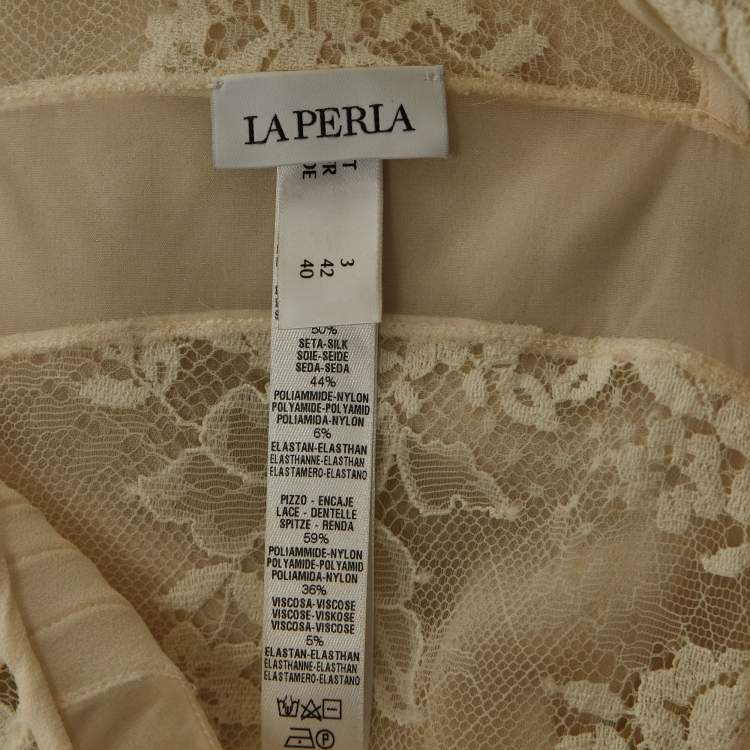 LA PERLA
3
42
40
50%
SETA-SILK
SOIE-SEIDE
SEDA-SEDA
44%
POLIAMMIDE-NYLON
POLYAMIDE-POLYAMID
POLIAMIDA-NYLON
6%
ELASTAN-ELASTHAN
ELASTHANNE-ELASTHAN
ELASTAMERO-ELASTANO
PIZZO - ENCAJE
LACE - DENTELLE
SPITZE - RENDA
59%
POLIAMMIDE-NYLON
POLYAMIDE-POLYAMID
POLIAMIDA-NYLON
36%
VISCOSA-VISCOSE
VISCOSE-VISKOSE
VISCOSA-VISCOSE
5%
ELASTAN-ELASTHAN
ELASTHANNE-ELASTHAN
ELASTAMERO-ELASTANO